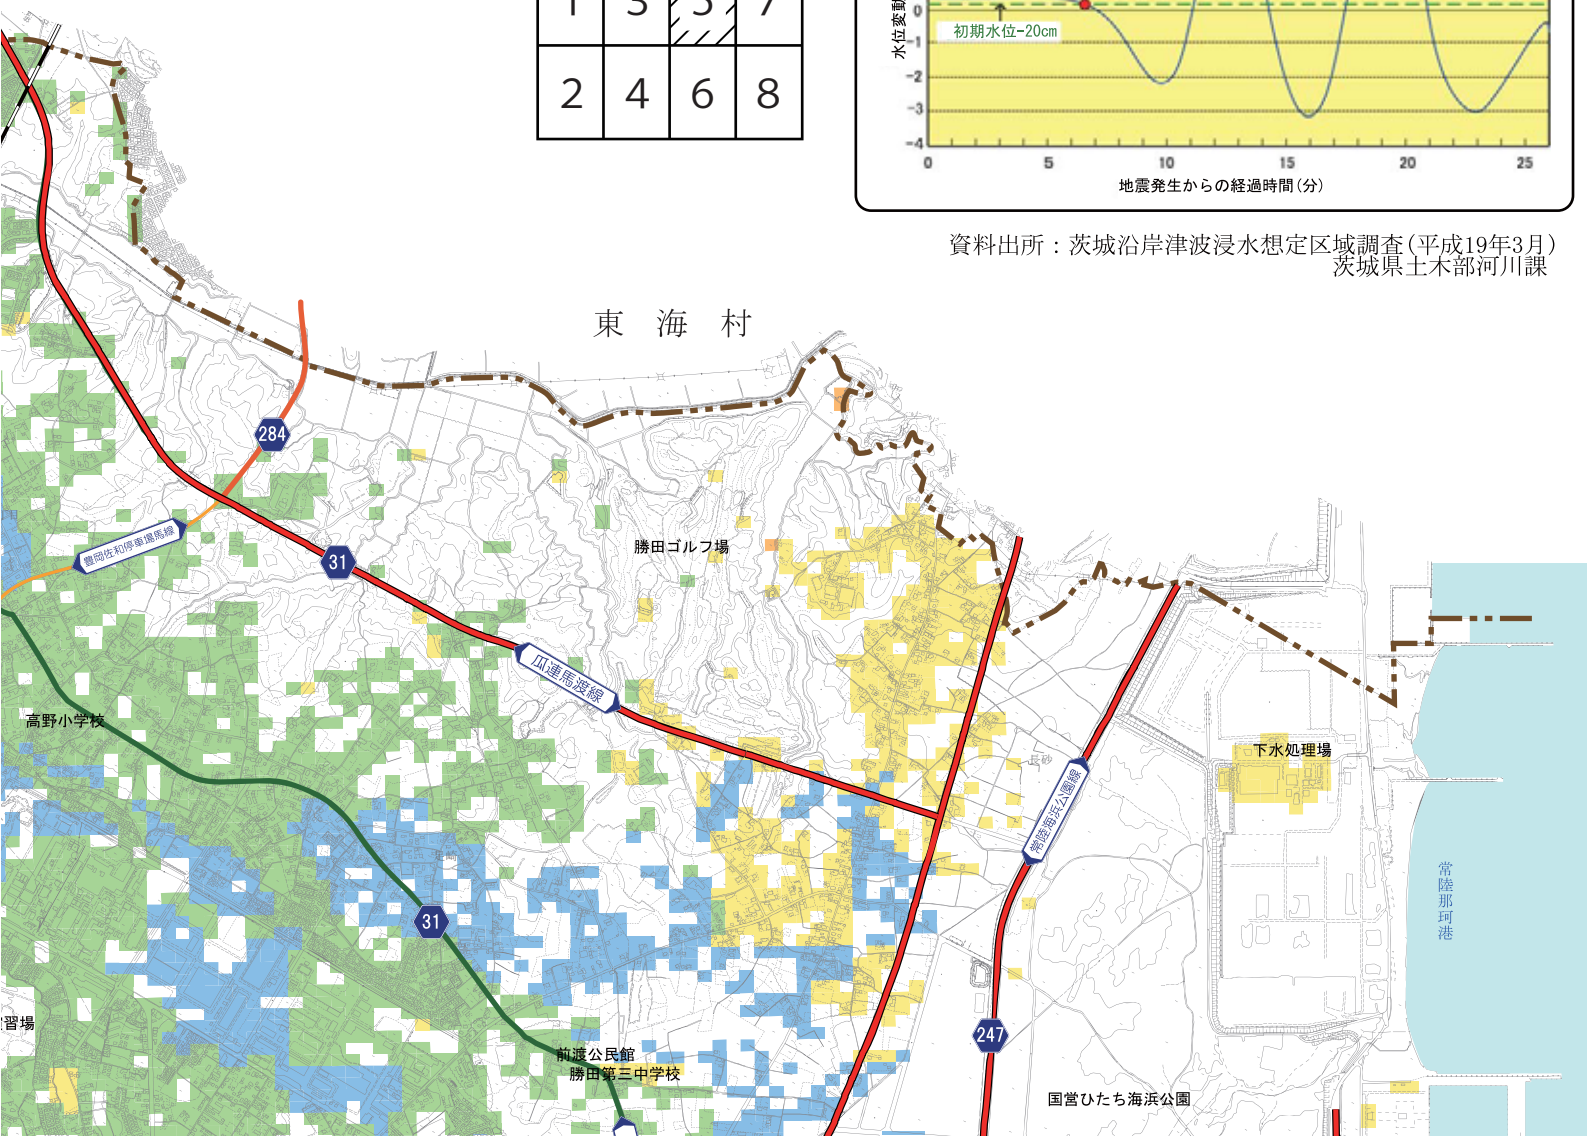 1 3 5 7
2 4 6 8
水位変動
0
-1
-2
-3
-4
初期水位-20cm
0 5 10 15 20 25
地震発生からの経過時間(分)
資料出所：茨城沿岸津波浸水想定区域調査(平成19年3月)
茨城県土木部河川課
東 海 村
284
豊岡佐和停車場馬線
31
勝田ゴルフ場
瓜連馬渡線
高野小学校
下水処理場
長砂
常陸海浜公園線
常陸那珂港
31
習場
247
前渡公民館
勝田第三中学校
国営ひたち海浜公園